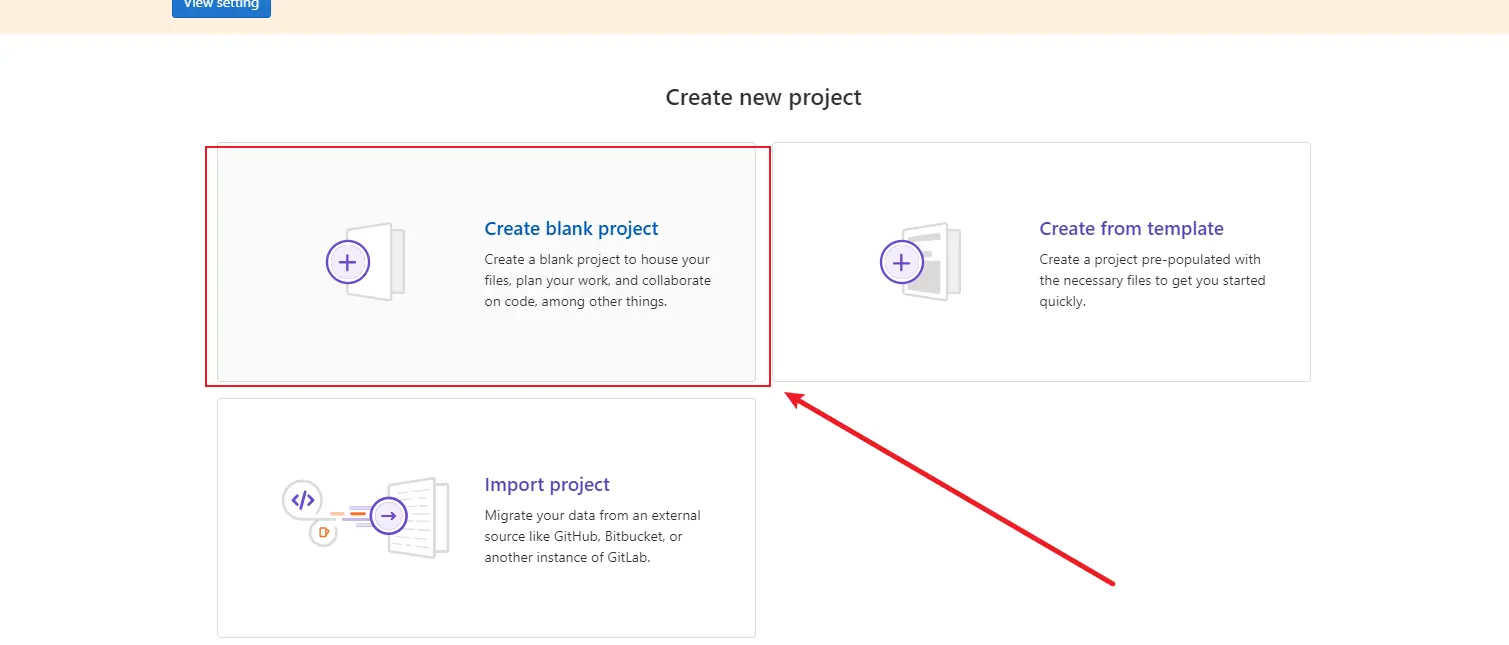 View setting
Create new project
Create blank project
Create a blank project to house your
files, plan your work, and collaborate
on code, among other things.
Create from template
Create a project pre-populated with
the necessary files to get you started
quickly.
Import project
Migrate your data from an external
source like GitHub, Bitbucket, or
another instance of GitLab.